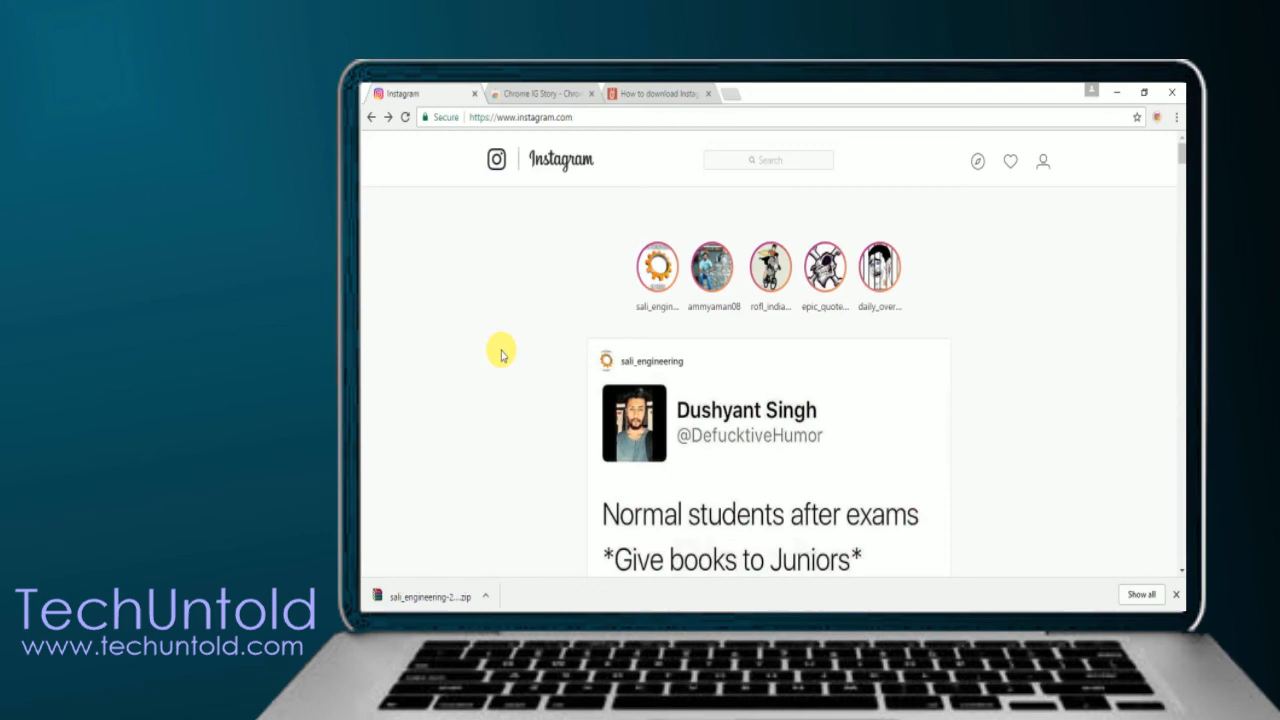 Instagram
Chrome IG Story - Chro
How to download Insta
Secure
https://www.instagram.com
Instagram
Search
sali_engin...
ammyaman08
rofl_india...
epic_quote...
daily_over...
sali_engineering
Dushyant Singh
@DefucktiveHumor
Normal students after exams
*Give books to Juniors*
sali_engineering-2....zip
Show all
TechUntold
www.techuntold.com